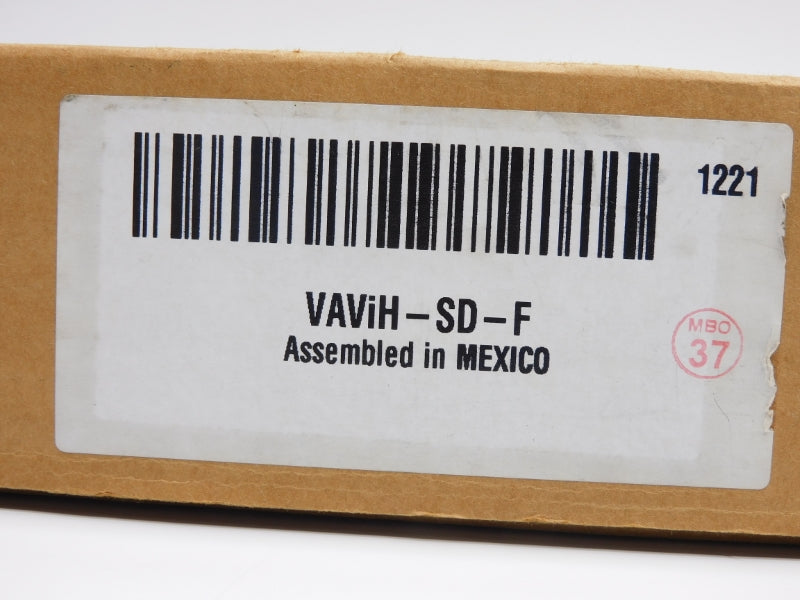 1221
VAViH–SD–F
Assembled in MEXICO
MBO
37